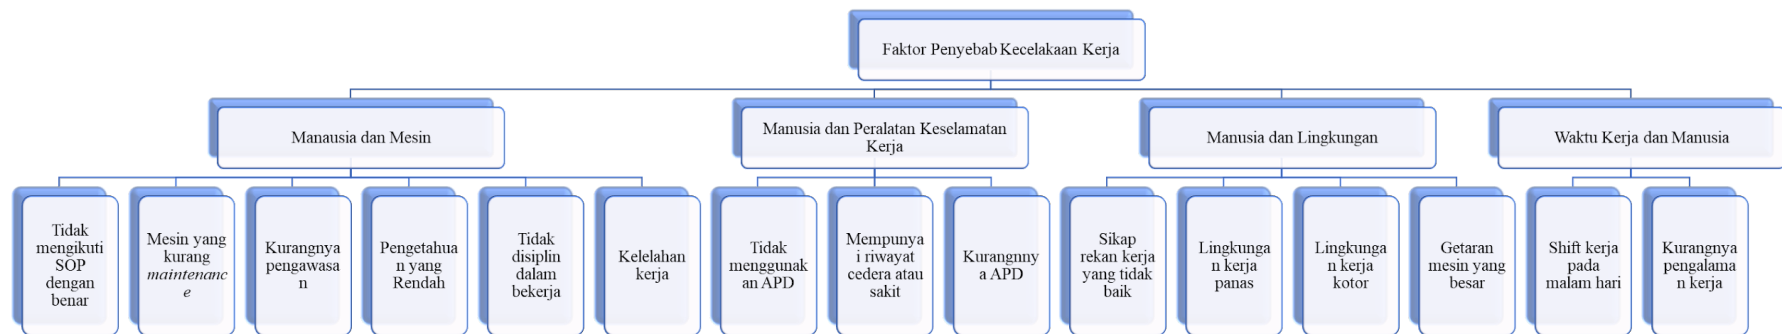 Faktor Penyebab Kecelakaan Kerja
Manausia dan Mesin
Manusia dan Peralatan Keselamatan
Kerja
Manusia dan Lingkungan
Waktu Kerja dan Manusia
Tidak
mengikuti
SOP
dengan
benar
Mesin yang
kurang
maintenanc
e
Kurangnya
pengawasa
n
Pengetahua
n yang
Rendah
Tidak
disiplin
dalam
bekerja
Kelelahan
kerja
Tidak
menggunak
an APD
Mempunya
i riwayat
cedera atau
sakit
Kurangnny
a APD
Sikap
rekan kerja
yang tidak
baik
Lingkunga
n kerja
panas
Lingkunga
n kerja
kotor
Getaran
mesin yang
besar
Shift kerja
pada
malam hari
Kurangnya
pengalama
n kerja